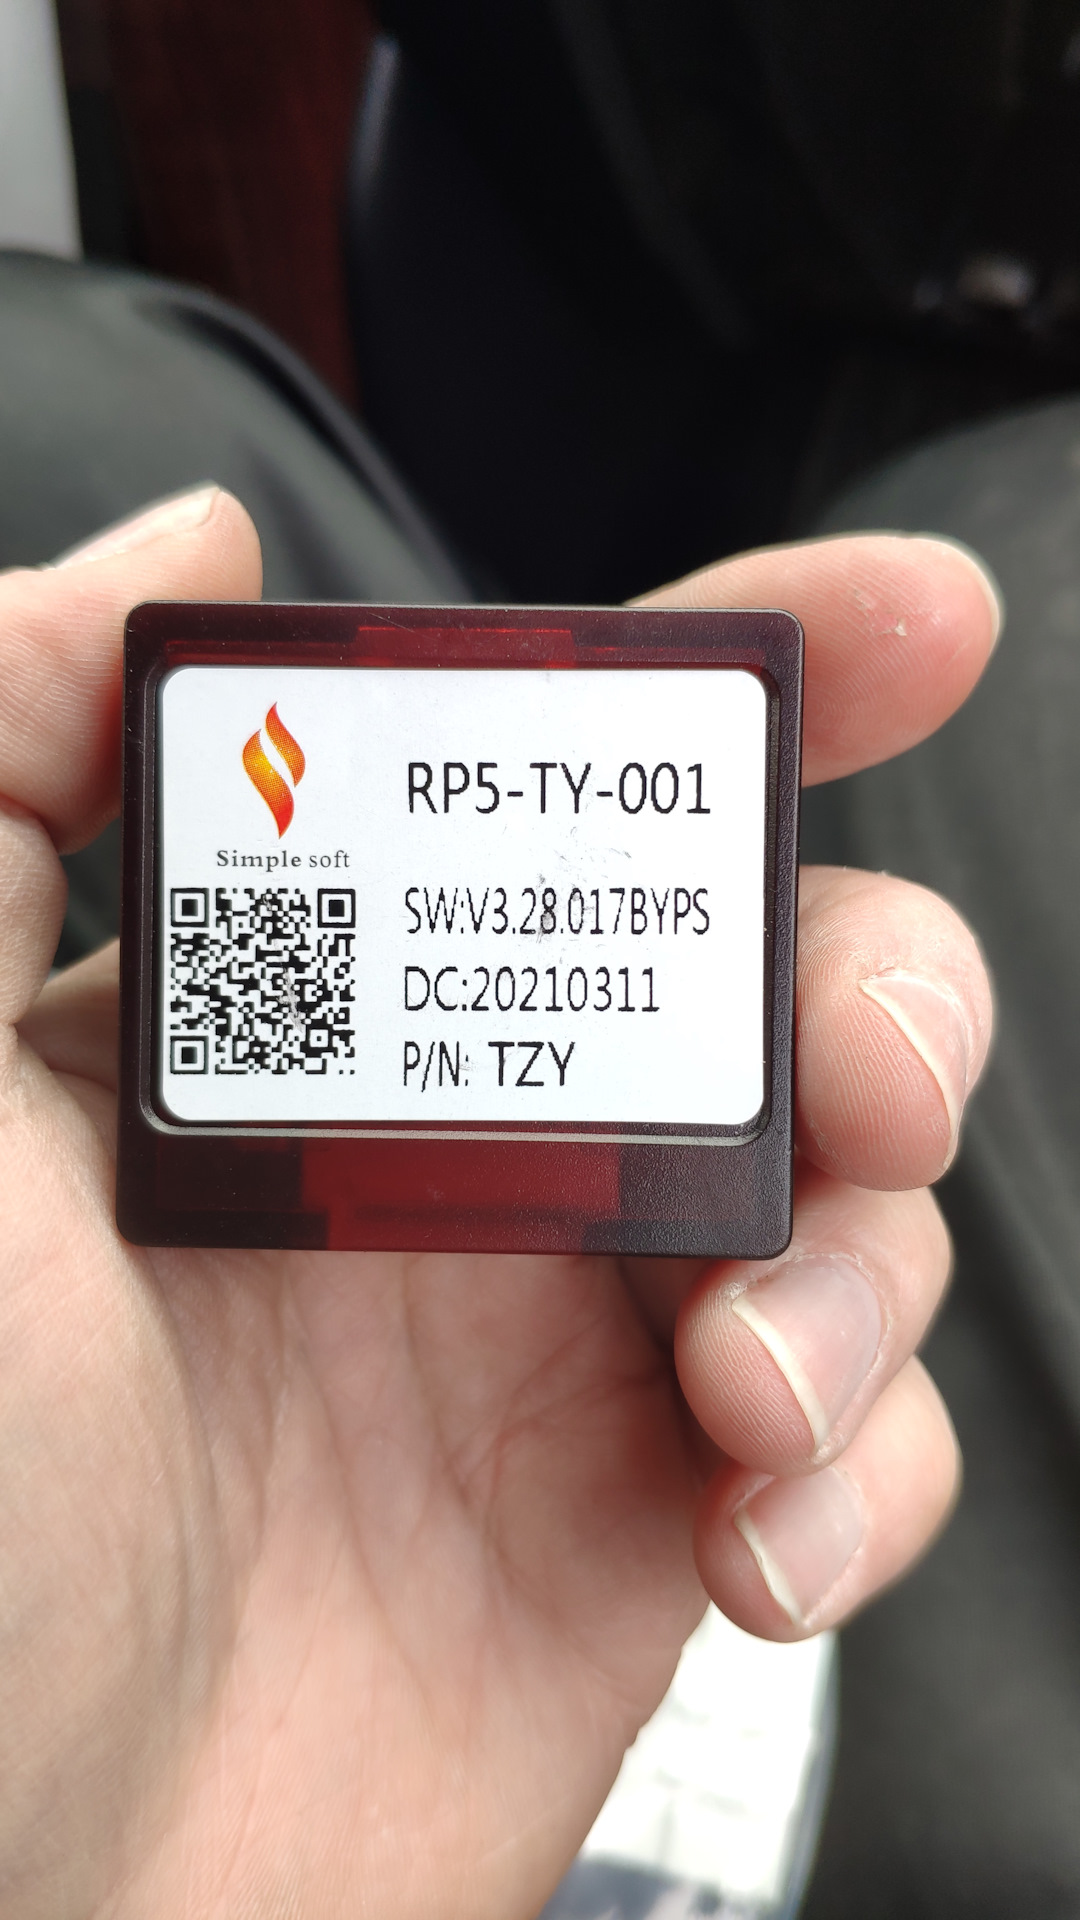 Simple soft
RP5-TY-001
SW:V3.28.017BYPS
DC:20210311
P/N: TZY